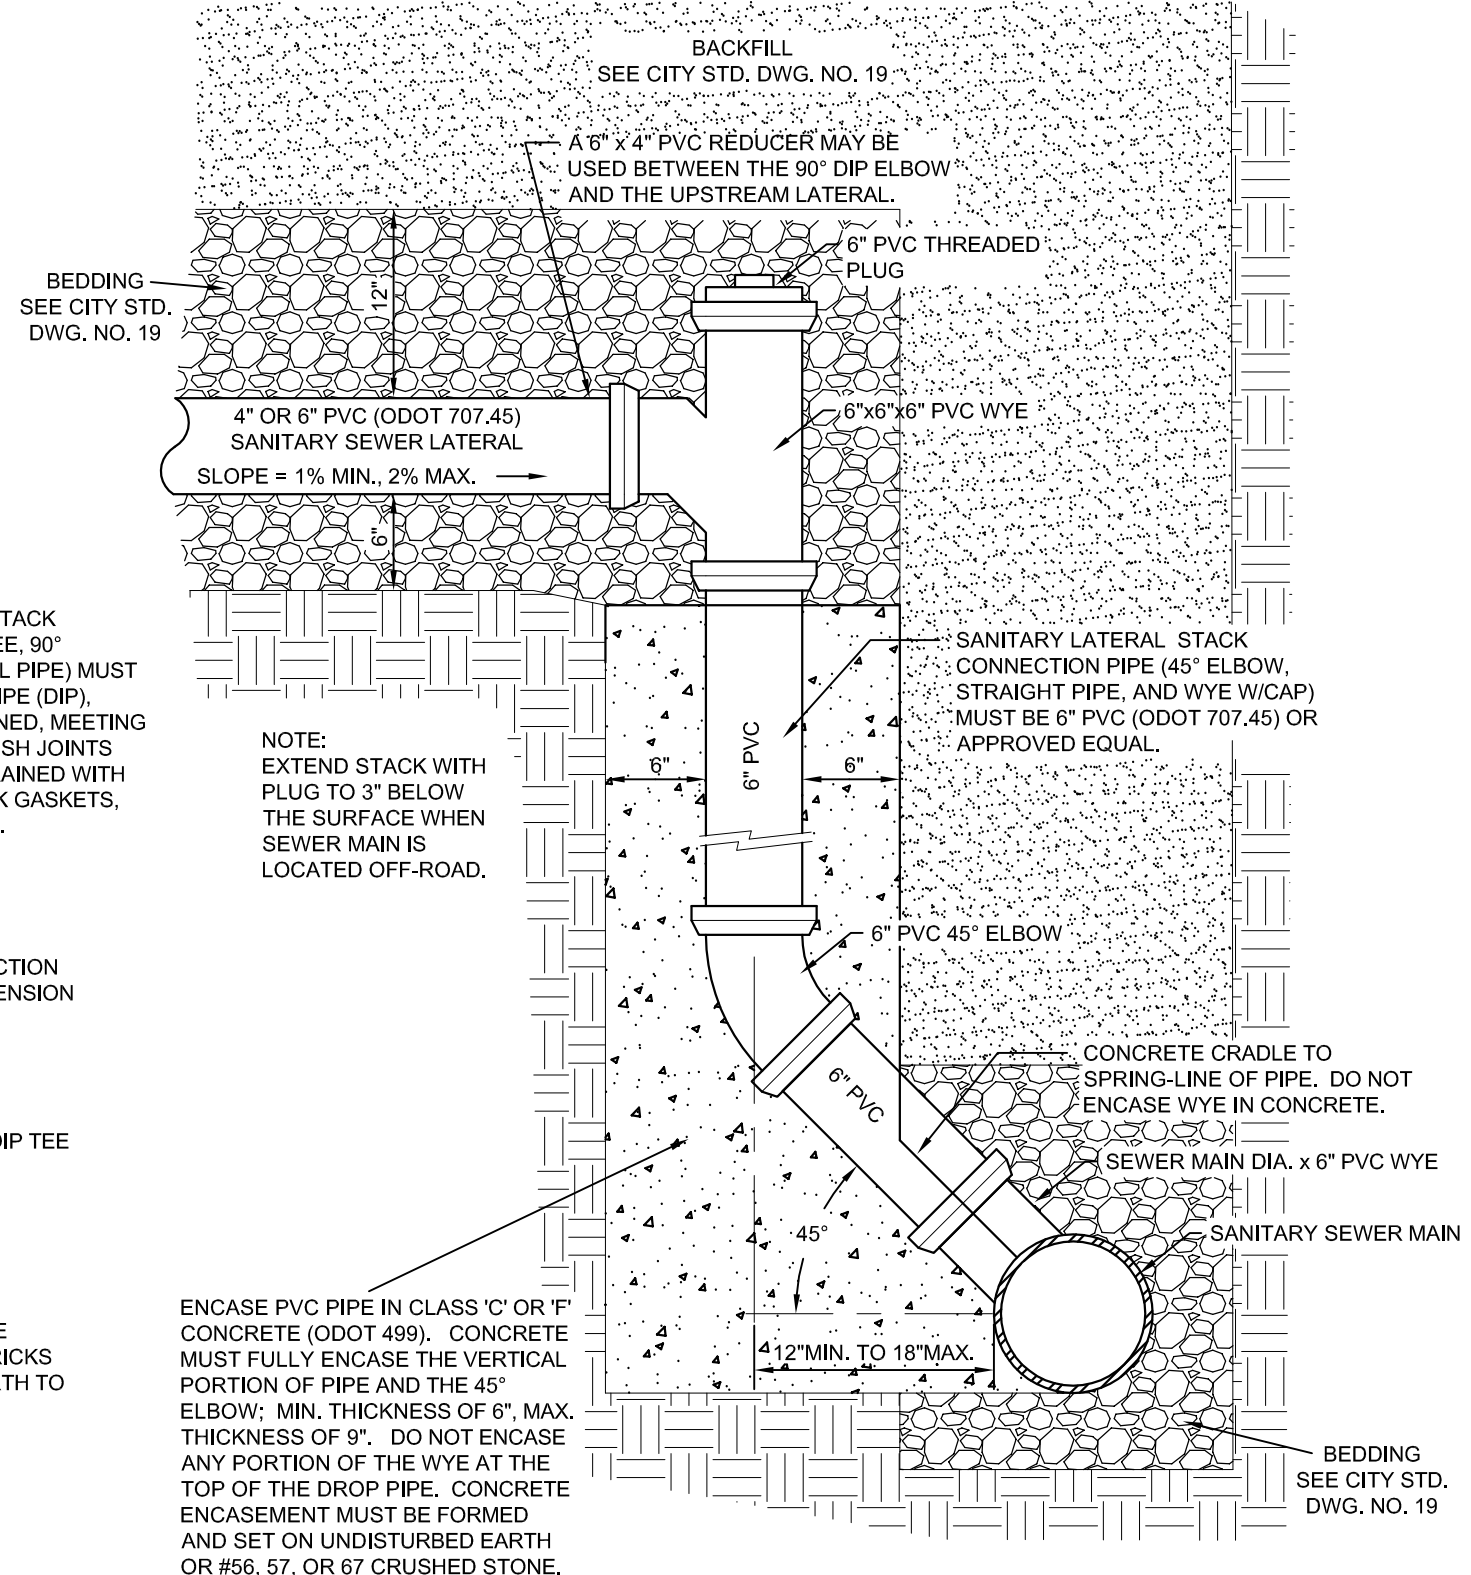 BACKFILL
SEE CITY STD. DWG. NO. 19
A 6" x 4" PVC REDUCER MAY BE
USED BETWEEN THE 90° DIP ELBOW
AND THE UPSTREAM LATERAL.
6" PVC THREADED
PLUG
BEDDING
SEE CITY STD.
DWG. NO. 19
12"
4" OR 6" PVC (ODOT 707.45)
SANITARY SEWER LATERAL
SLOPE = 1% MIN., 2% MAX.
6"x6"x6" PVC WYE
6"
TACK
EE, 90°
L PIPE) MUST
IPE (DIP),
NED, MEETING
SH JOINTS
RAINED WITH
K GASKETS,
.
SANITARY LATERAL STACK
CONNECTION PIPE (45° ELBOW,
STRAIGHT PIPE, AND WYE W/CAP)
MUST BE 6" PVC (ODOT 707.45) OR
APPROVED EQUAL.
NOTE:
EXTEND STACK WITH
PLUG TO 3" BELOW
THE SURFACE WHEN
SEWER MAIN IS
LOCATED OFF-ROAD.
6"
6" PVC
6"
6" PVC 45° ELBOW
CTION
ENSION
CONCRETE CRADLE TO
SPRING-LINE OF PIPE. DO NOT
ENCASE WYE IN CONCRETE.
6" PVC
DIP TEE
SEWER MAIN DIA. x 6" PVC WYE
45°
SANITARY SEWER MAIN
12"MIN. TO 18"MAX.
E
RICKS
RTH TO
ENCASE PVC PIPE IN CLASS 'C' OR 'F'
CONCRETE (ODOT 499). CONCRETE
MUST FULLY ENCASE THE VERTICAL
PORTION OF PIPE AND THE 45°
ELBOW; MIN. THICKNESS OF 6", MAX.
THICKNESS OF 9". DO NOT ENCASE
ANY PORTION OF THE WYE AT THE
TOP OF THE DROP PIPE. CONCRETE
ENCASEMENT MUST BE FORMED
AND SET ON UNDISTURBED EARTH
OR #56, 57, OR 67 CRUSHED STONE.
BEDDING
SEE CITY STD.
DWG. NO. 19